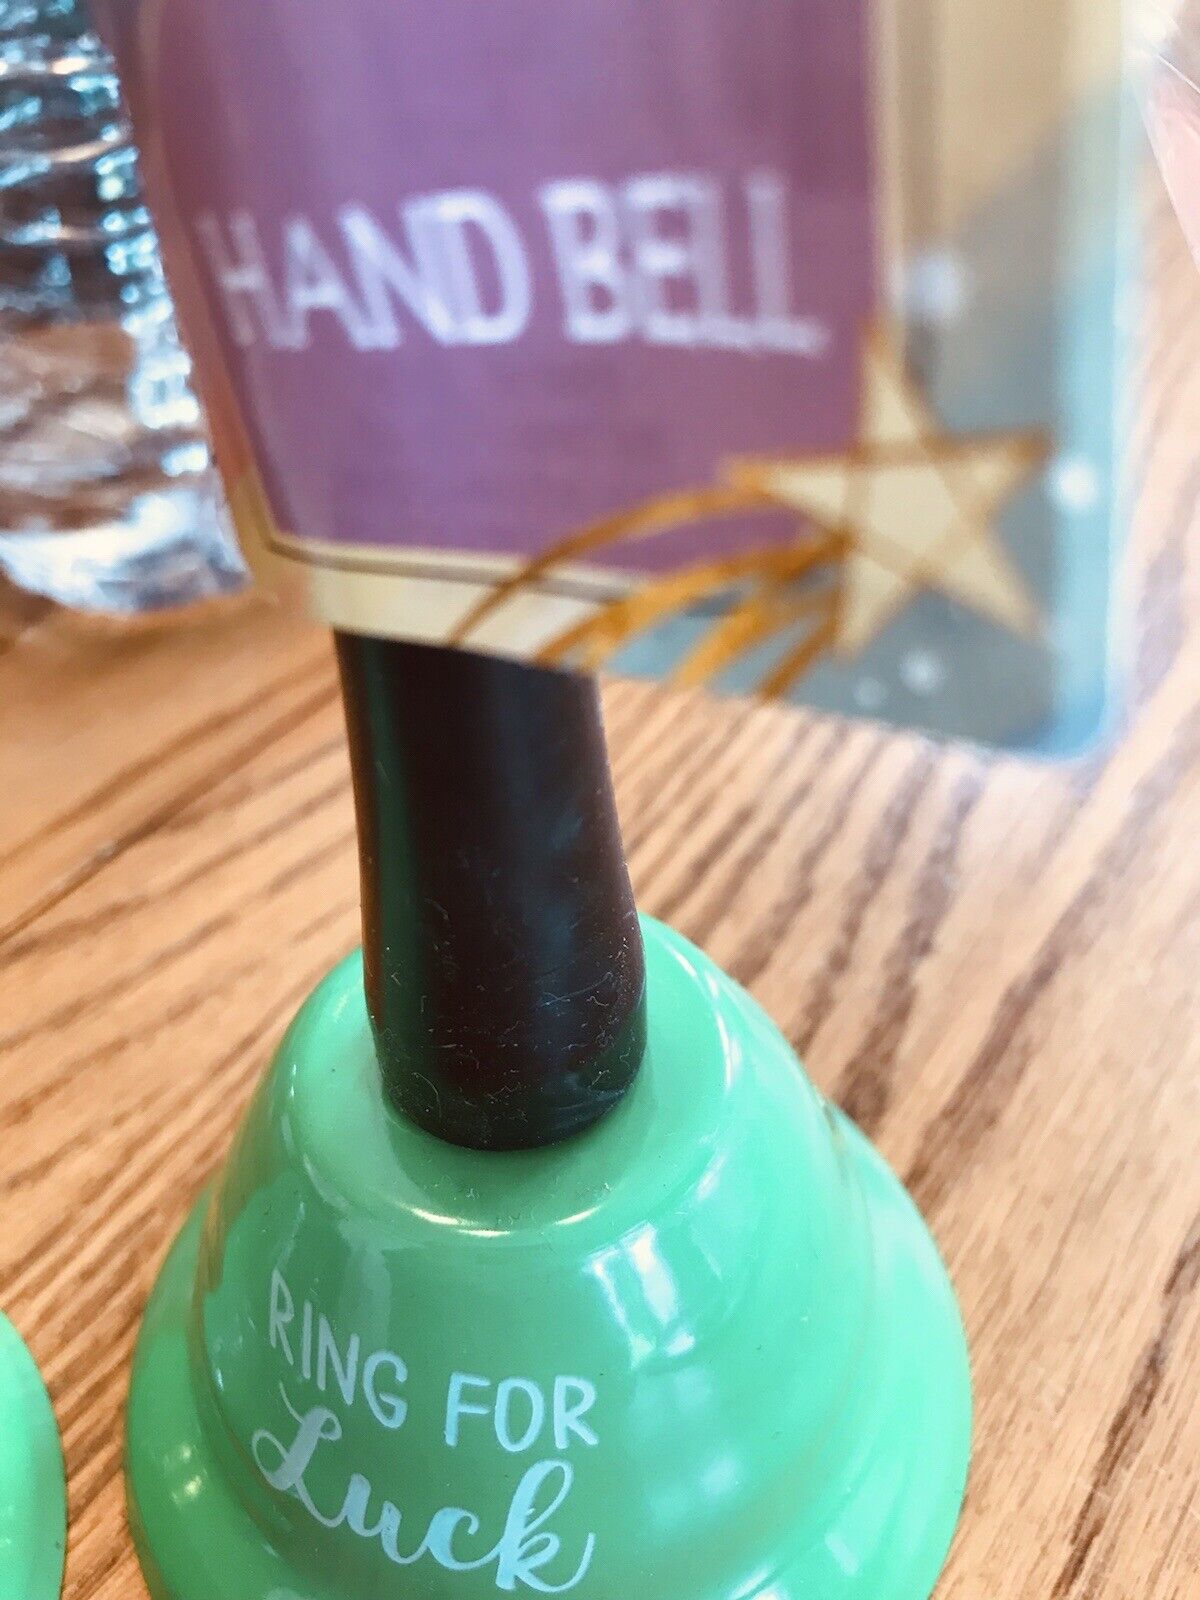 HAND BELL
RING FOR
Luck